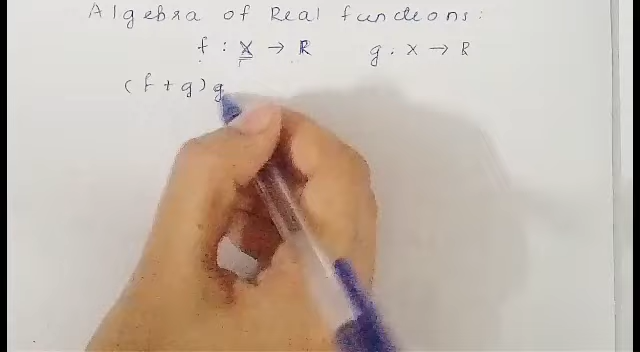 Algebra of Real functions:
f : X → R g : X → R
(f + g) g